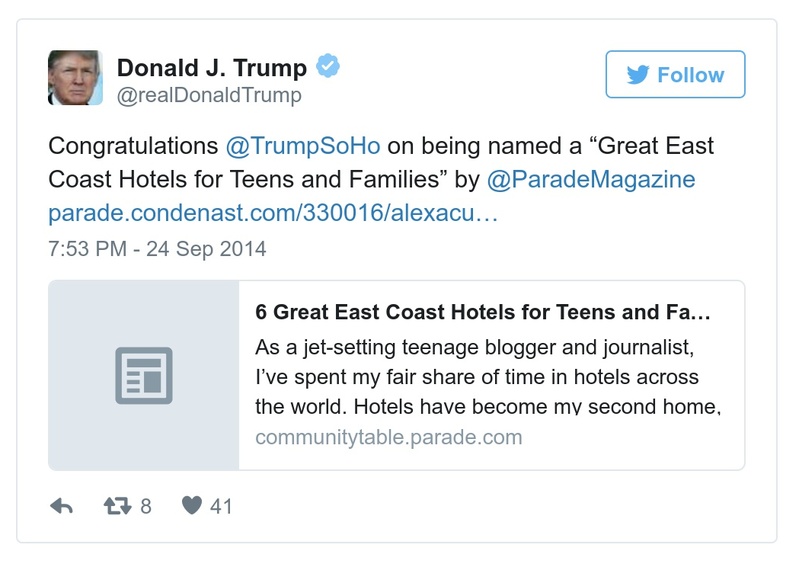 Donald J. Trump
@realDonaldTrump
Follow
Congratulations @TrumpSoHo on being named a “Great East
Coast Hotels for Teens and Families” by @ParadeMagazine
parade.condenast.com/330016/alexacu…
7:53 PM - 24 Sep 2014
6 Great East Coast Hotels for Teens and Fa…
As a jet-setting teenage blogger and journalist,
I’ve spent my fair share of time in hotels across
the world. Hotels have become my second home,
communitytable.parade.com
8
41